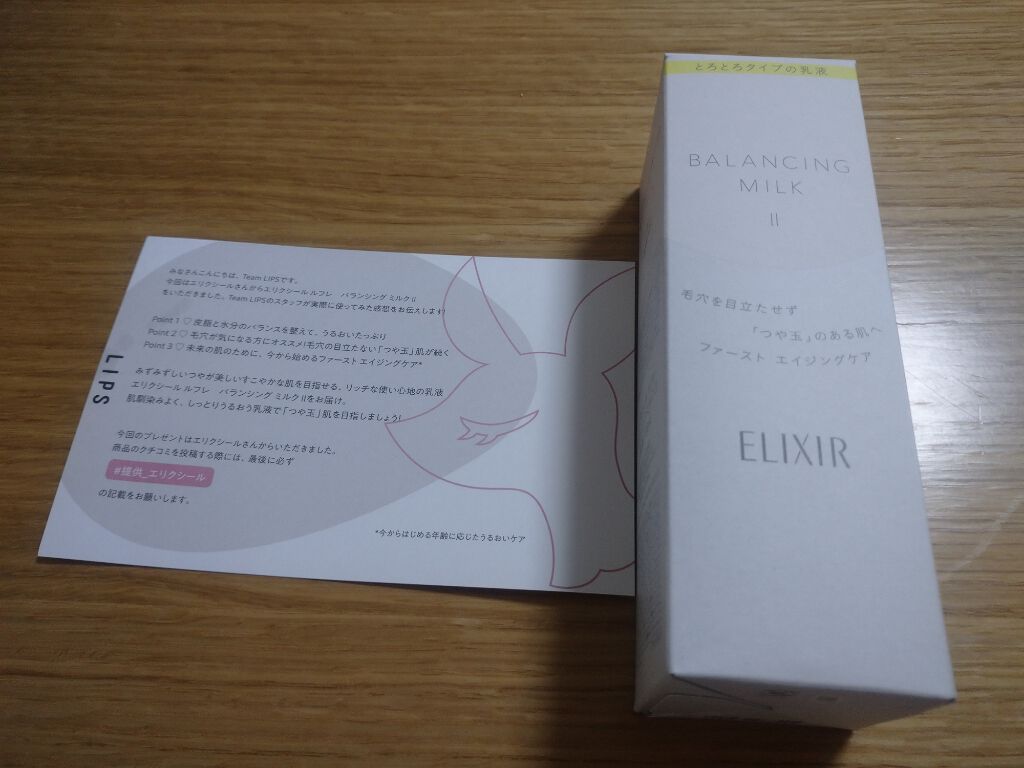 みなさんこんにちは、Team LIPSです。
今回はエリクシールさんからエリクシール ルフレ　バランシング ミルク II
をいただきました。Team LIPSのスタッフが実際に使ってみた感想をお伝えします!
Point 1 ♡ 皮脂と水分のバランスを整えて、うるおいたっぷり
Point 2 ♡ 毛穴が気になる方にオススメ!毛穴の目立たない「つや玉」肌が続く
Point 3 ♡ 未来の肌のために、今から始めるファースト エイジングケア*
みずみずしいつやが美しいすこやかな肌を目指せる、リッチな使い心地の乳液
エリクシール ルフレ　バランシング ミルク IIをお届け。
肌馴染みよく、しっとりうるおう乳液で「つや玉」肌を目指しましょう!
今回のプレゼントはエリクシールさんからいただきました。
商品のクチコミを投稿する際には、最後に必ず
#提供_エリクシール
の記載をお願いします。
*今からはじめる年齢に応じたうるおいケア
LIPS
とろとろタイプの乳液
BALANCING
MILK
II
毛穴を目立たせず
「つや玉」のある肌へ
ファースト エイジングケア
ELIXIR